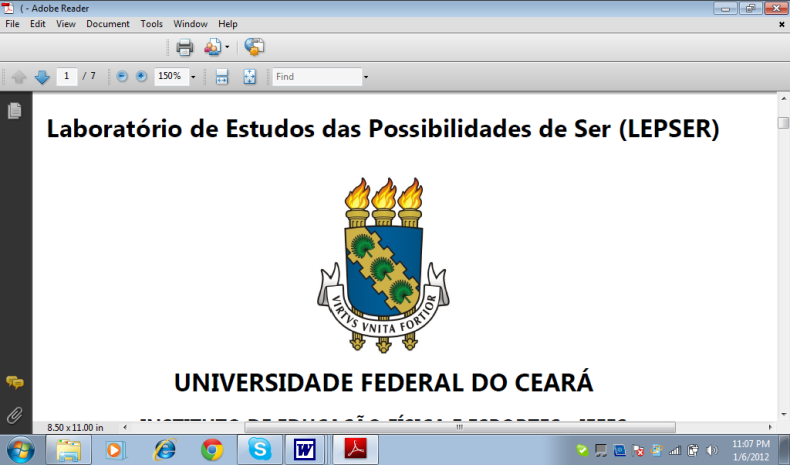 ( - Adobe Reader
File Edit View Document Tools Window Help
1 / 7 150% Find
Laboratório de Estudos das Possibilidades de Ser (LEPSER)
VIRTVS VNITA FORTIOR
UNIVERSIDADE FEDERAL DO CEARÁ
8.50 x 11.00 in
11:07 PM
1/6/2012